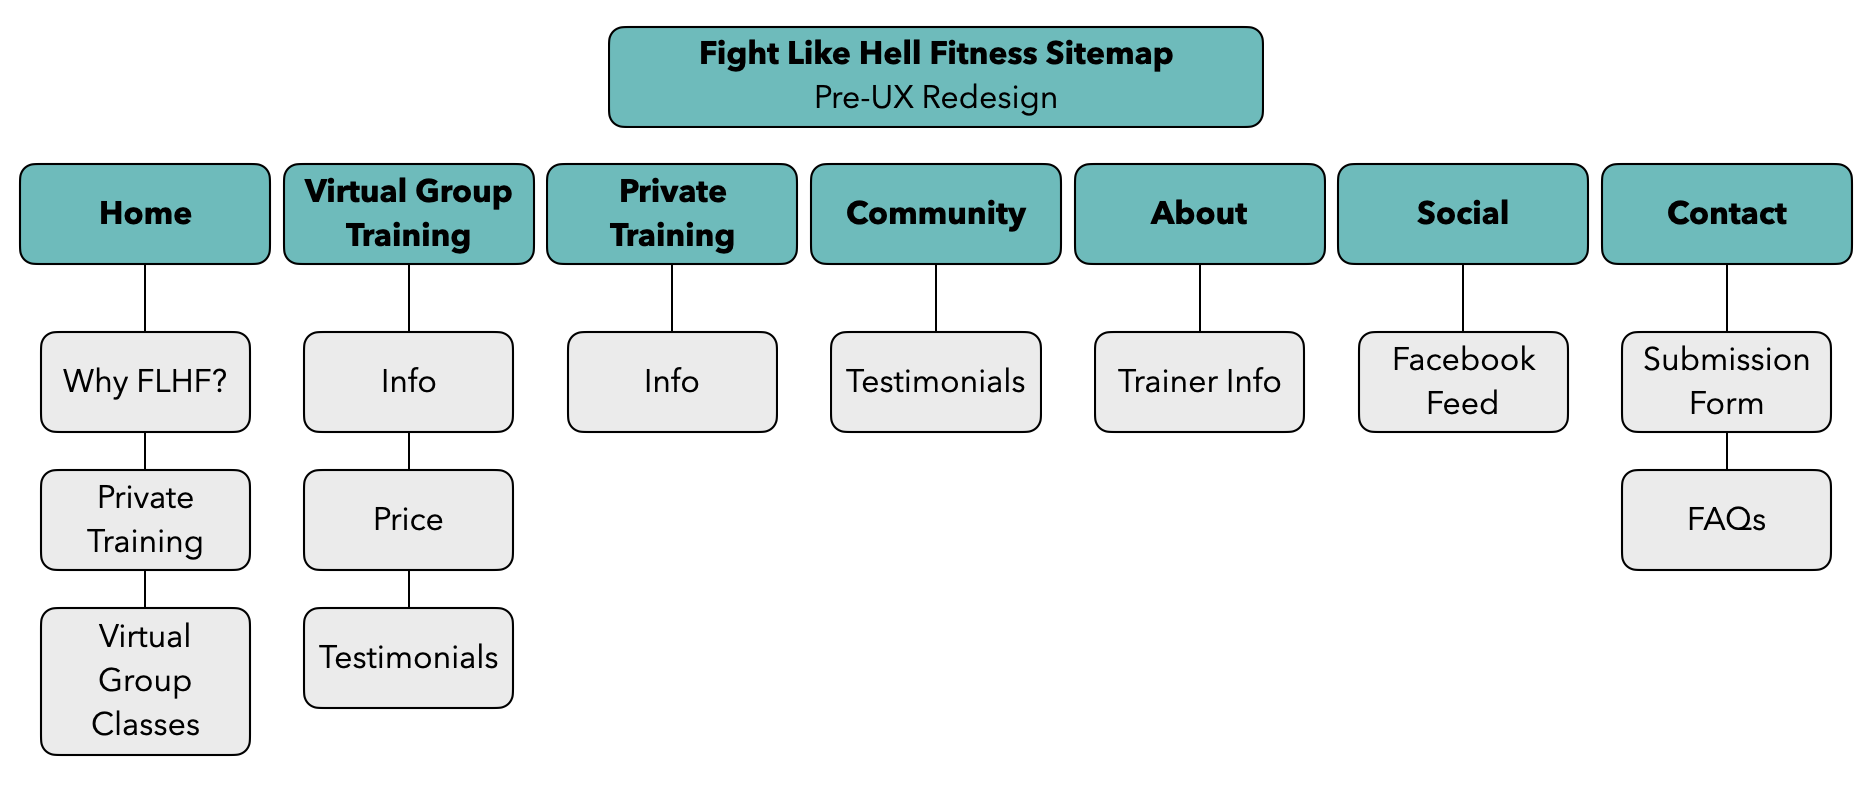 Fight Like Hell Fitness Sitemap
Pre-UX Redesign
Home
Virtual Group
Training
Private
Training
Community
About
Social
Contact
Why FLHF?
Info
Info
Testimonials
Trainer Info
Facebook
Feed
Submission
Form
Private
Training
Price
FAQs
Virtual
Group
Classes
Testimonials